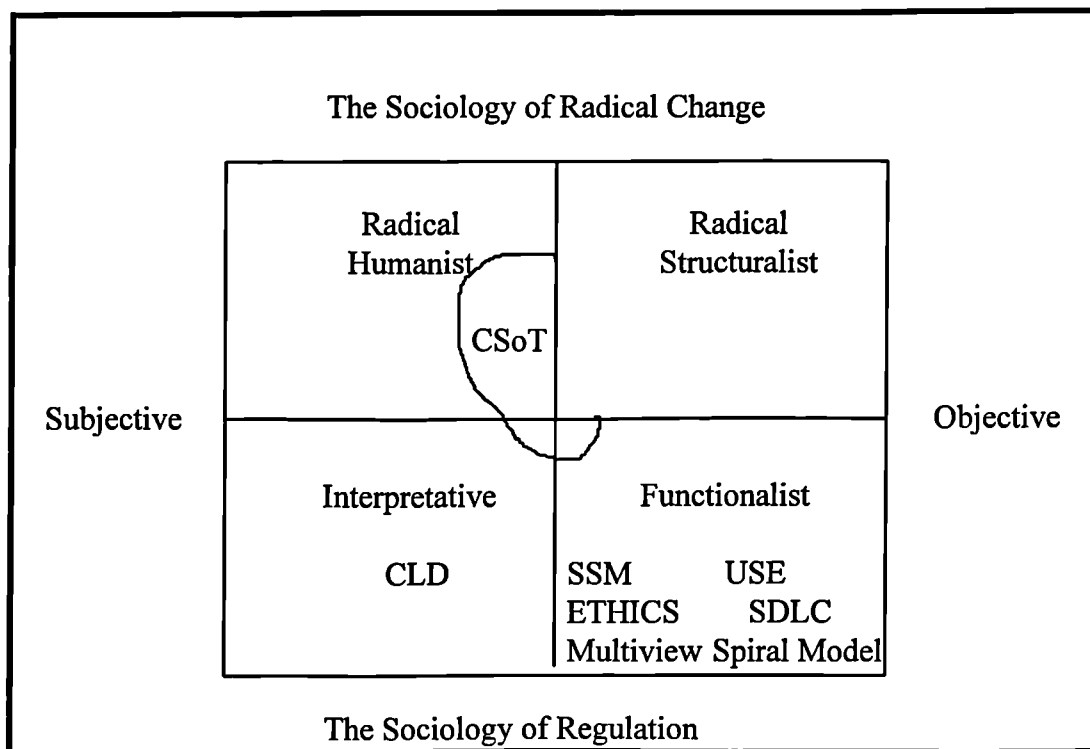 The Sociology of Radical Change
Radical Humanist
Radical Structuralist
CSoT
Subjective
Objective
Interpretative
Functionalist
CLD
SSM USE
ETHICS SDLC
Multiview Spiral Model
The Sociology of Regulation